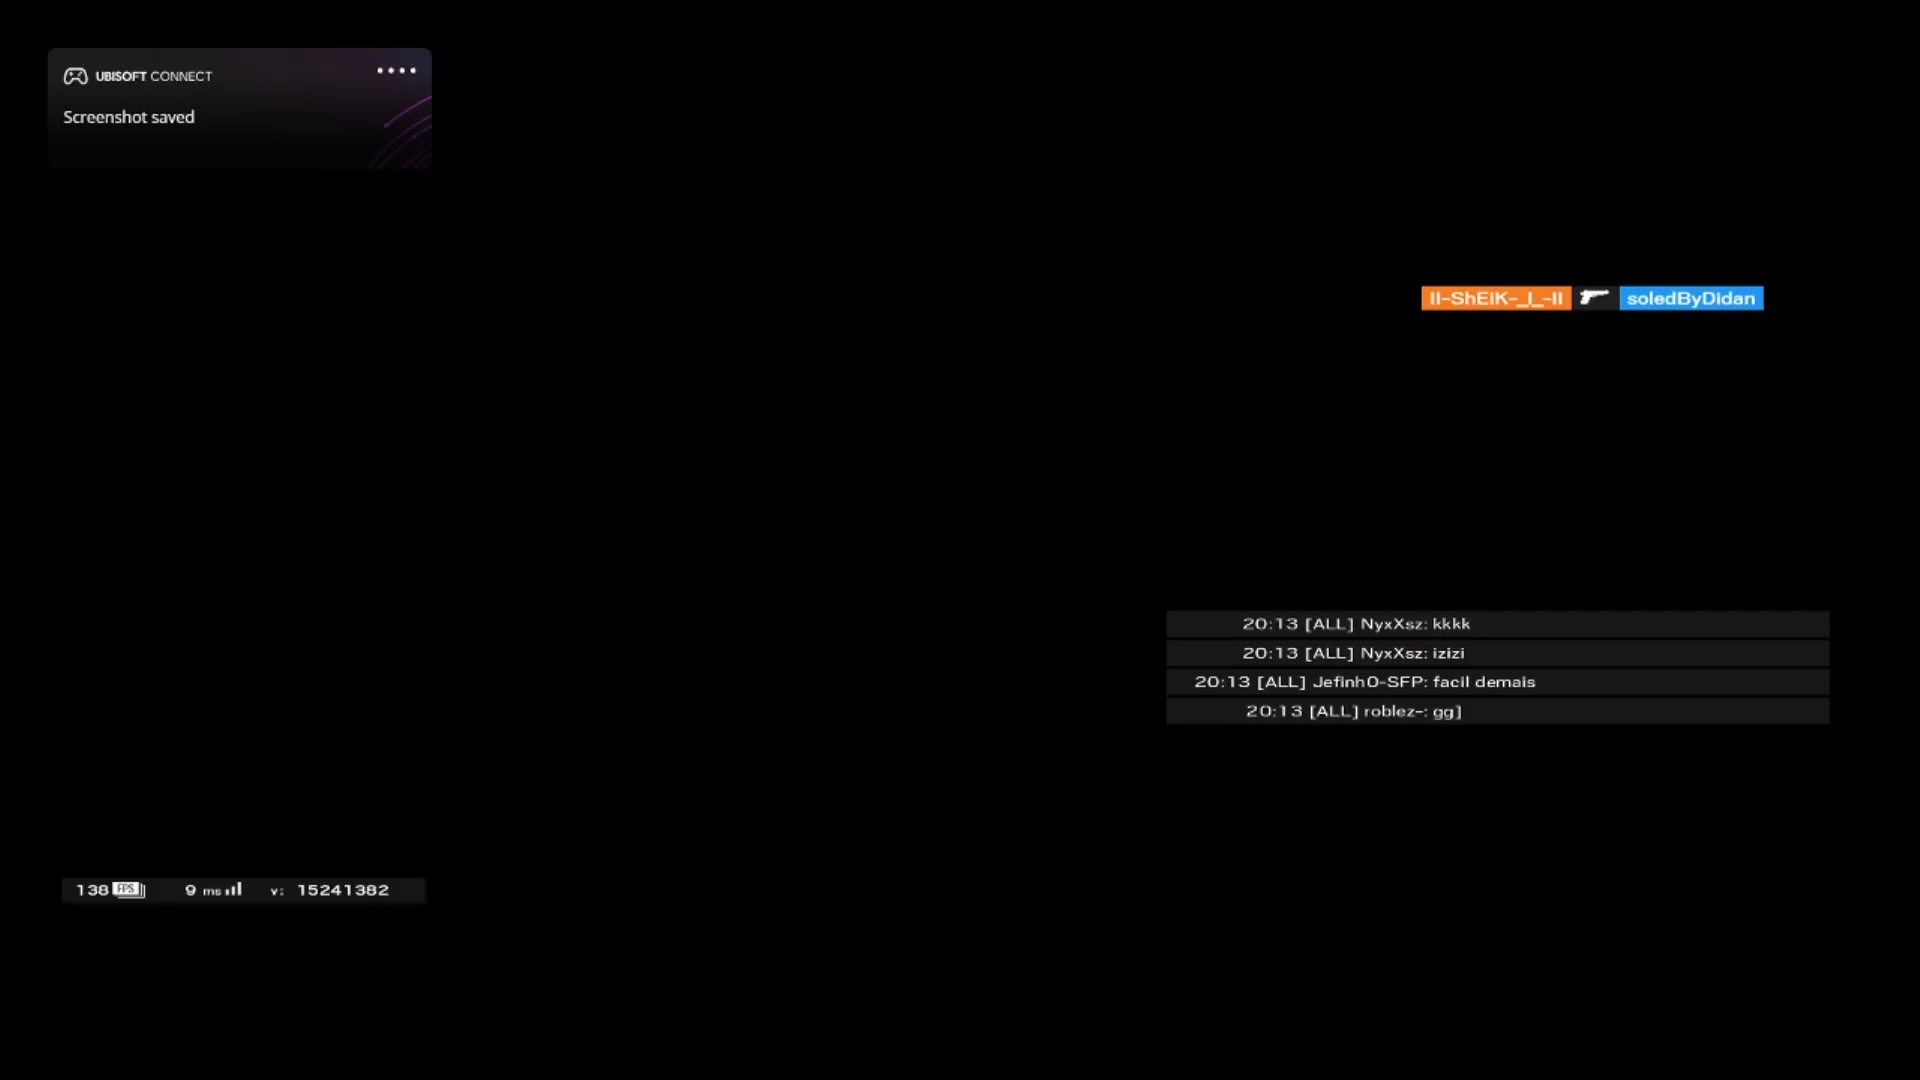 UBISOFT CONNECT
Screenshot saved
II-ShEIK-_I_-II soledByDidan
20:13 [ALL] NyxXsz: kkkk
20:13 [ALL] NyxXsz: izizi
20:13 [ALL] Jefinh0-SFP: facil demais
20:13 [ALL] roblez-: gg]
138 FPS 9 ms v: 15241382